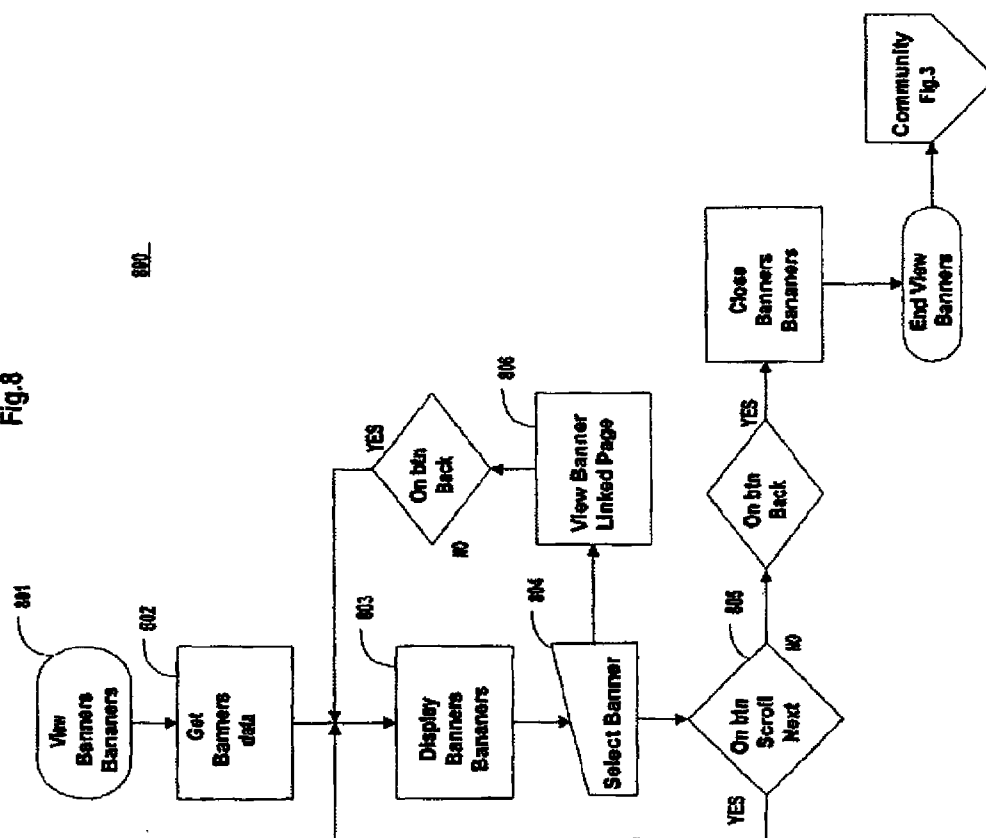 Fig.8
800
801
View
Banners
Bananers
802
Get
Banners
data
803
Display
Banners
Bananers
804
Select Banner
805
On btn
Scroll
Next
YES
NO
806
View Banner
Linked Page
On btn
Back
YES
NO
On btn
Back
YES
Close
Banners
Bananers
End View
Banners
Community
Fig.3